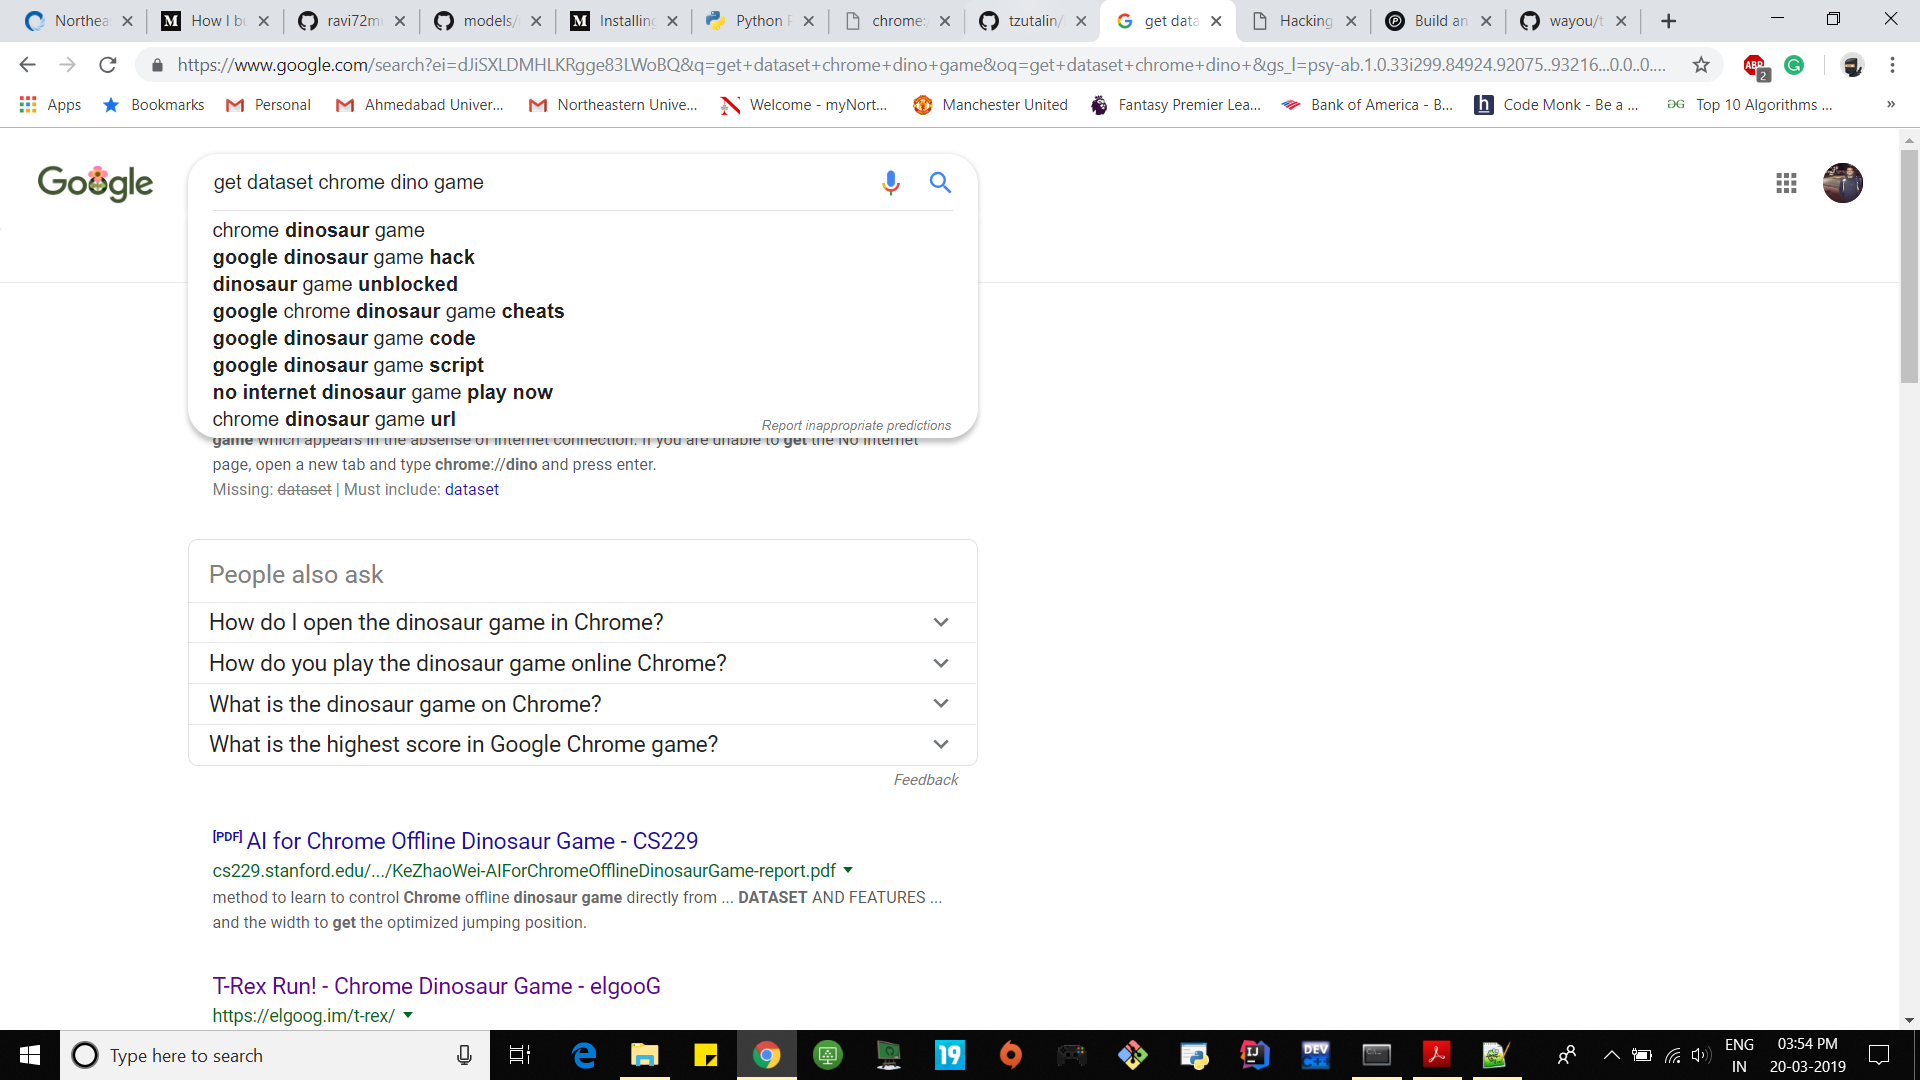 Northea
How I bu
ravi72mu
models/
Installing
Python
chrome:
tzutalin/
get data
Hacking
Build an
wayou/t
https://www.google.com/search?ei=dJiSXLDMHLKRgge83LWoBQ&q=get+dataset+chrome+dino+game&oq=get+dataset+chrome+dino+&gs_l=psy-ab.1.0.33i299.84924.92075..93216...0.0..0....
ABP
2
Apps
Bookmarks
Personal
Ahmedabad Univer...
Northeastern Unive...
Welcome - myNort...
Manchester United
Fantasy Premier Lea...
Bank of America - B...
Code Monk - Be a ...
Top 10 Algorithms ...
»
Google
get dataset chrome dino game
chrome dinosaur game
google dinosaur game hack
dinosaur game unblocked
google chrome dinosaur game cheats
google dinosaur game code
google dinosaur game script
no internet dinosaur game play now
chrome dinosaur game url
Report inappropriate predictions
game which appears in the absense of internet connection. If you are unable to get the No Internet
page, open a new tab and type chrome://dino and press enter.
Missing: dataset | Must include: dataset
People also ask
How do I open the dinosaur game in Chrome?
How do you play the dinosaur game online Chrome?
What is the dinosaur game on Chrome?
What is the highest score in Google Chrome game?
Feedback
[PDF] AI for Chrome Offline Dinosaur Game - CS229
cs229.stanford.edu/.../KeZhaoWei-AIForChromeOfflineDinosaurGame-report.pdf
method to learn to control Chrome offline dinosaur game directly from ... DATASET AND FEATURES ...
and the width to get the optimized jumping position.
T-Rex Run! - Chrome Dinosaur Game - elgooG
https://elgoog.im/t-rex/
Type here to search
19
IJ
DEV
ENG
IN
03:54 PM
20-03-2019